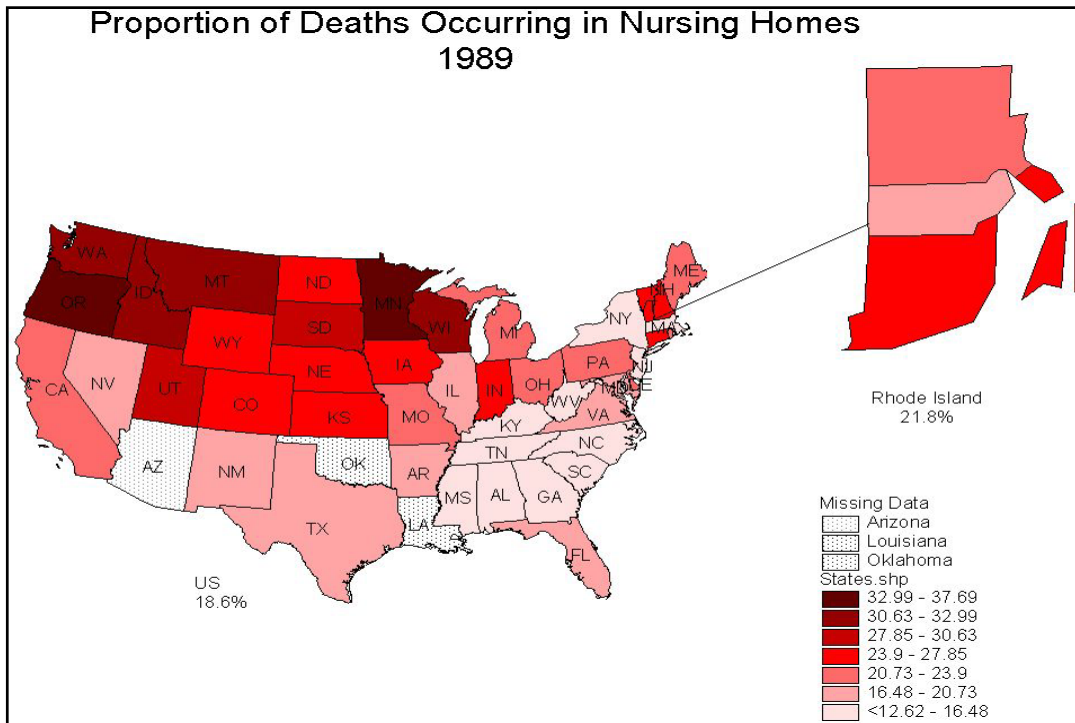 Proportion of Deaths Occurring in Nursing Homes
1989
WA
MT
ND
MN
ME
OR
ID
SD
WI
NH
NY
MA
WY
MI
IA
PA
NJ
NE
CA
NV
UT
CO
IL
IN
OH
MD
DE
WV
KS
MO
KY
VA
TN
NC
AZ
NM
OK
AR
SC
MS
AL
GA
TX
LA
FL
US
18.6%
Rhode Island
21.8%
Missing Data
Arizona
Louisiana
Oklahoma
States.shp
32.99 - 37.69
30.63 - 32.99
27.85 - 30.63
23.9 - 27.85
20.73 - 23.9
16.48 - 20.73
<12.62 - 16.48